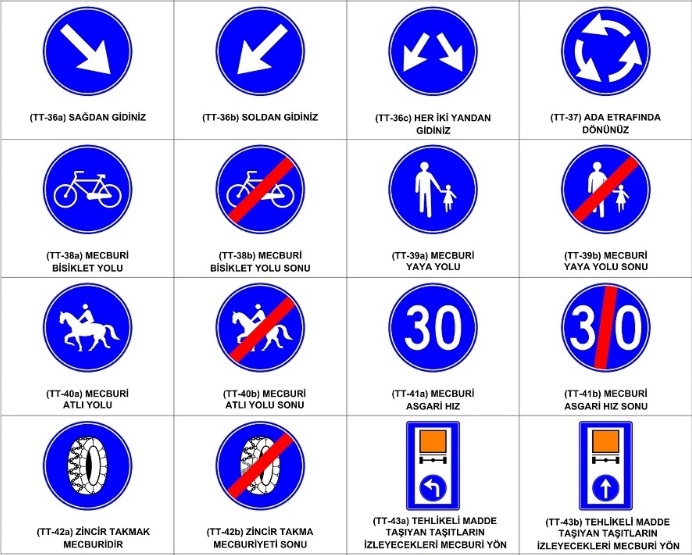 (TT-36a) SAĞDAN GİDİNİZ
(TT-36b) SOLDAN GİDİNİZ
(TT-36c) HER İKİ YANDAN
GİDİNİZ
(TT-37) ADA ETRAFINDA
DÖNÜNÜZ
(TT-38a) MECBURİ
BİSİKLET YOLU
(TT-38b) MECBURİ
BİSİKLET YOLU SONU
(TT-39a) MECBURİ
YAYA YOLU
(TT-39b) MECBURİ
YAYA YOLU SONU
30
30
(TT-40a) MECBURİ
ATLI YOLU
(TT-40b) MECBURİ
ATLI YOLU SONU
(TT-41a) MECBURİ
ASGARİ HIZ
(TT-41b) MECBURİ
ASGARİ HIZ SONU
(TT-42a) ZİNCİR TAKMAK
MECBURİDİR
(TT-42b) ZİNCİR TAKMA
MECBURİYETİ SONU
(TT-43a) TEHLİKELİ MADDE
TAŞIYAN TAŞITLARIN
İZLEYECEKLERİ MECBURİ YÖN
(TT-43b) TEHLİKELİ MADDE
TAŞIYAN TAŞITLARIN
İZLEYECEKLERİ MECBURİ YÖN